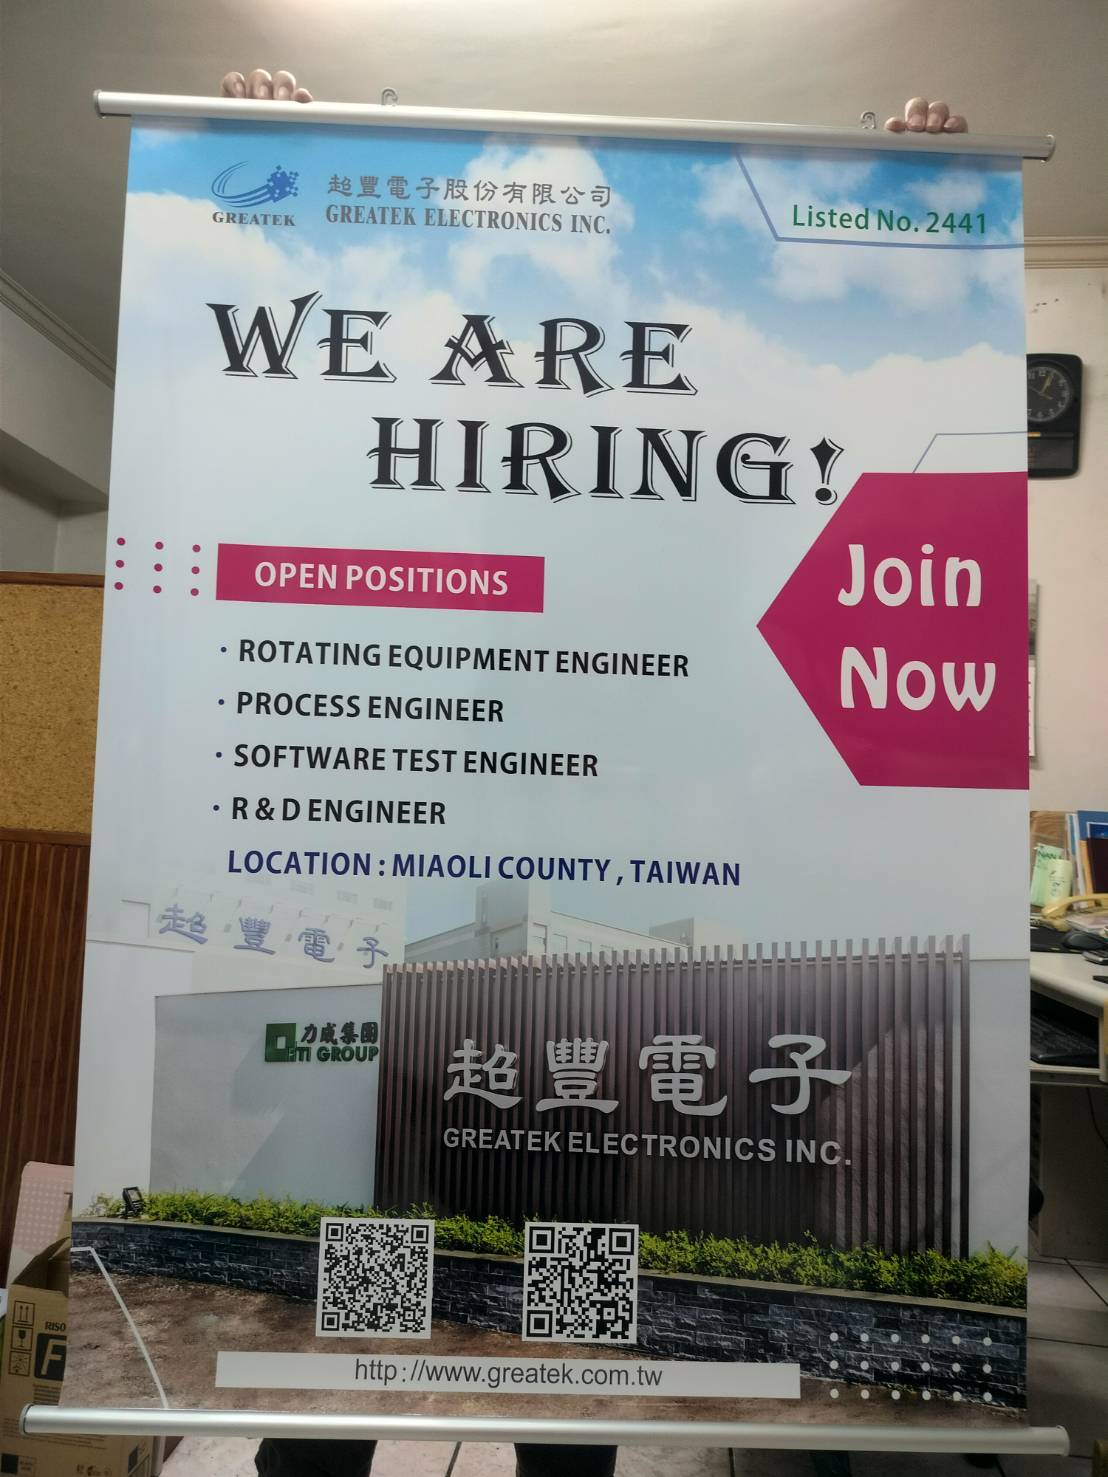 GREATEK
超豐電子股份有限公司
GREATEK ELECTRONICS INC.
Listed No. 2441
WE ARE
HIRING!
Join
Now
OPEN POSITIONS
· ROTATING EQUIPMENT ENGINEER
· PROCESS ENGINEER
· SOFTWARE TEST ENGINEER
· R & D ENGINEER
LOCATION : MIAOLI COUNTY , TAIWAN
超豐電子
力成集團
PTI GROUP
超豐電子
GREATEK ELECTRONICS INC.
http://www.greatek.com.tw
RISO
F